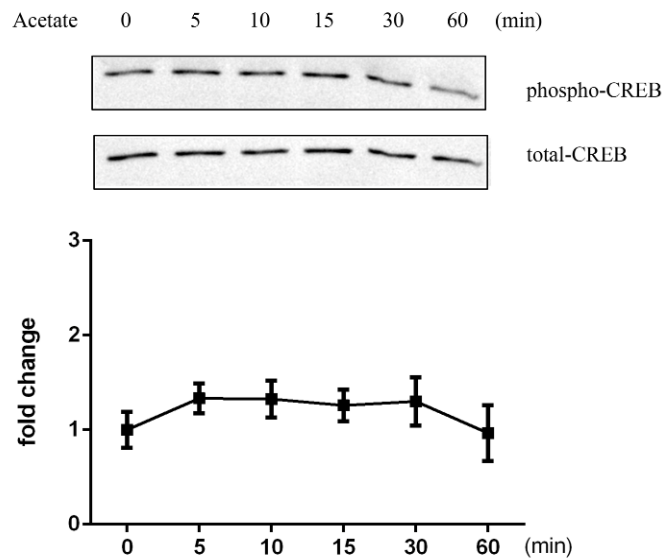 Acetate 0 5 10 15 30 60 (min)
phospho-CREB
total-CREB
3
2
1
0
fold change
0 5 10 15 30 60 (min)